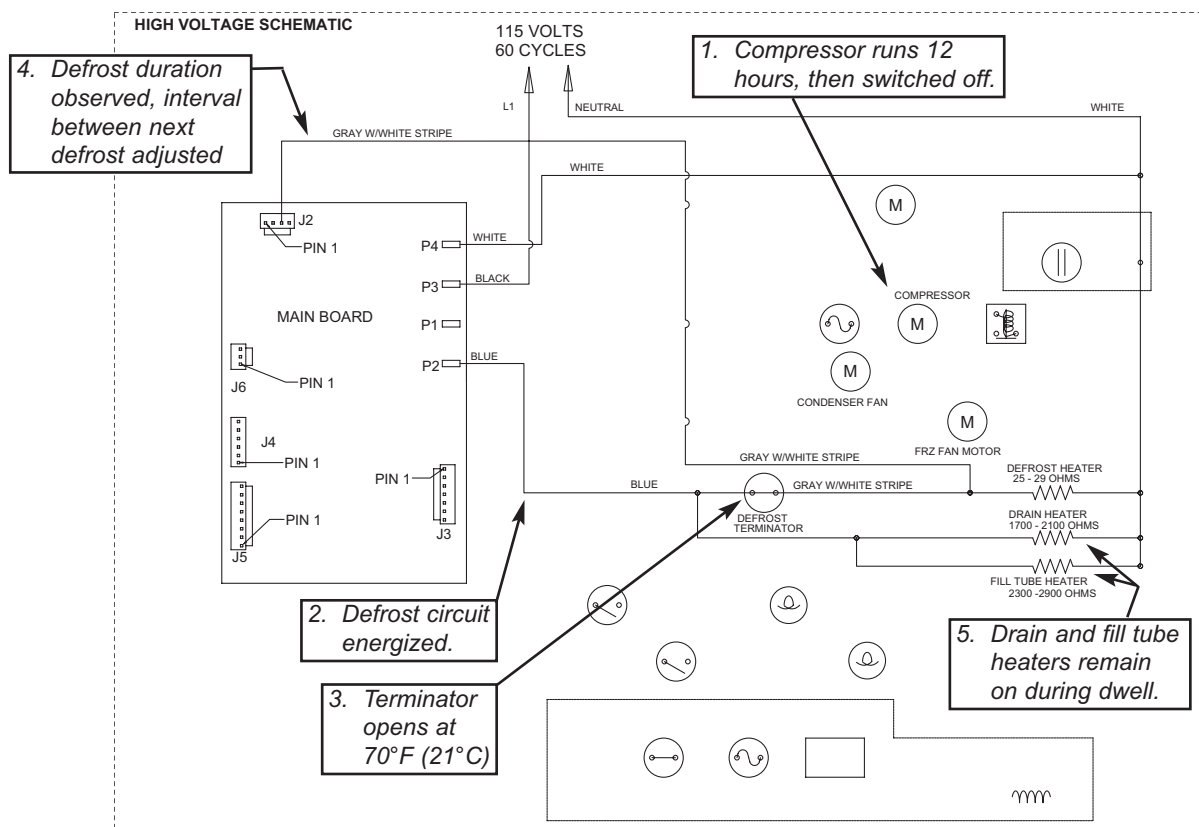 HIGH VOLTAGE SCHEMATIC
115 VOLTS
60 CYCLES
1. Compressor runs 12
hours, then switched off.
4. Defrost duration
observed, interval
between next
defrost adjusted
L1
NEUTRAL
WHITE
GRAY W/WHITE STRIPE
WHITE
M
J2
PIN 1
P4
WHITE
P3
BLACK
MAIN BOARD
P1
P2
BLUE
COMPRESSOR
M
M
CONDENSER FAN
J6
PIN 1
M
FRZ FAN MOTOR
J4
PIN 1
PIN 1
J3
J5
PIN 1
GRAY W/WHITE STRIPE
BLUE
GRAY W/WHITE STRIPE
DEFROST
TERMINATOR
DEFROST HEATER
25 - 29 OHMS
DRAIN HEATER
1700 - 2100 OHMS
FILL TUBE HEATER
2300 -2900 OHMS
2. Defrost circuit
energized.
3. Terminator
opens at
70°F (21°C)
5. Drain and fill tube
heaters remain
on during dwell.